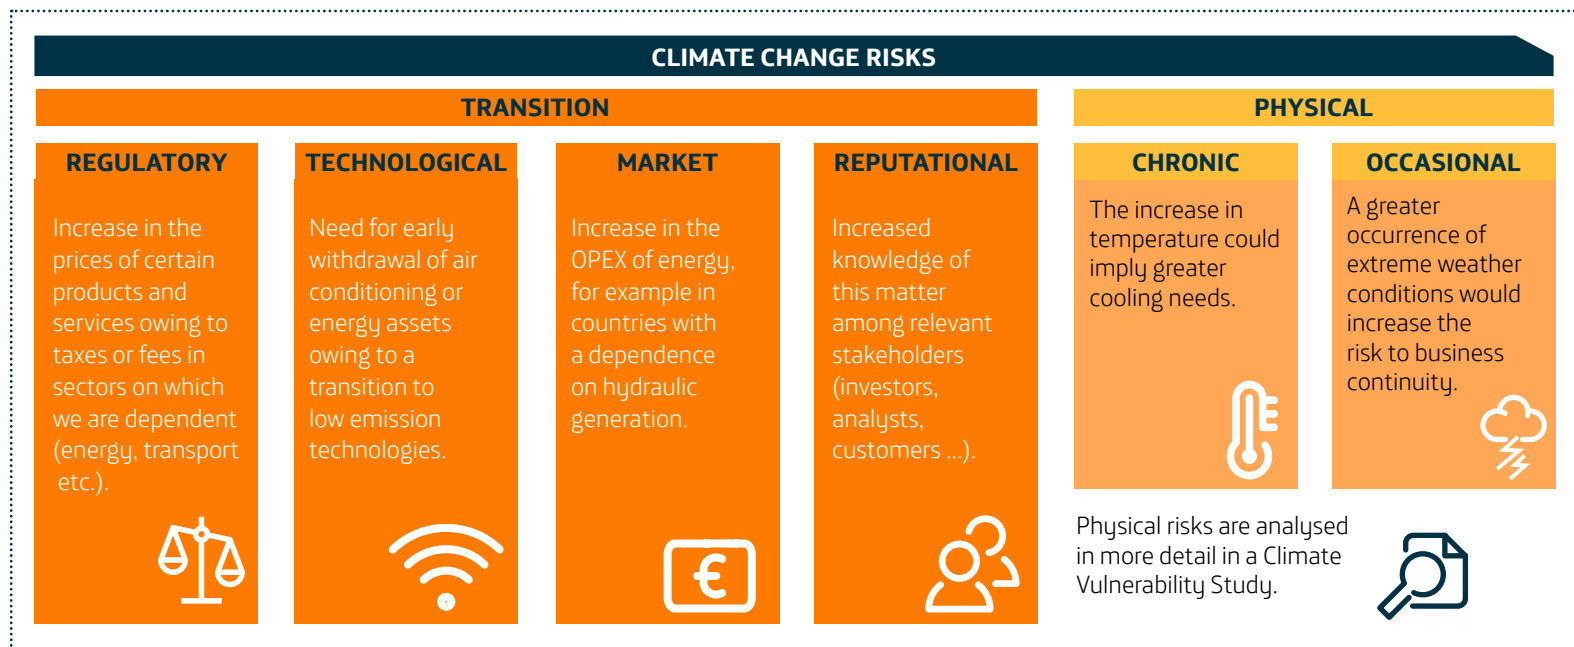 CLIMATE CHANGE RISKS
TRANSITION
REGULATORY
Increase in the
prices of certain
products and
services owing to
taxes or fees in
sectors on which
we are dependent
(energy, transport
etc.).
TECHNOLOGICAL
Need for early
withdrawal of air
conditioning or
energy assets
owing to a
transition to
low emission
technologies.
MARKET
Increase in the
OPEX of energy,
for example in
countries with
a dependence
on hydraulic
generation.
€
REPUTATIONAL
Increased
knowledge of
this matter
among relevant
stakeholders
(investors,
analysts,
customers ...).
PHYSICAL
CHRONIC
The increase in
temperature could
imply greater
cooling needs.
OCCASIONAL
A greater
occurrence of
extreme weather
conditions would
increase the
risk to business
continuity.
Physical risks are analysed
in more detail in a Climate
Vulnerability Study.